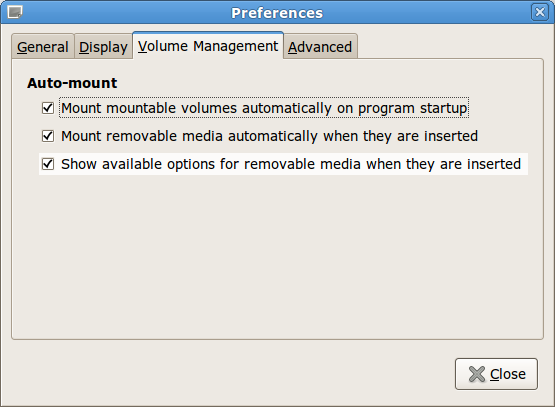 Preferences
General Display Volume Management Advanced
Auto-mount
Mount mountable volumes automatically on program startup
Mount removable media automatically when they are inserted
Show available options for removable media when they are inserted
Close